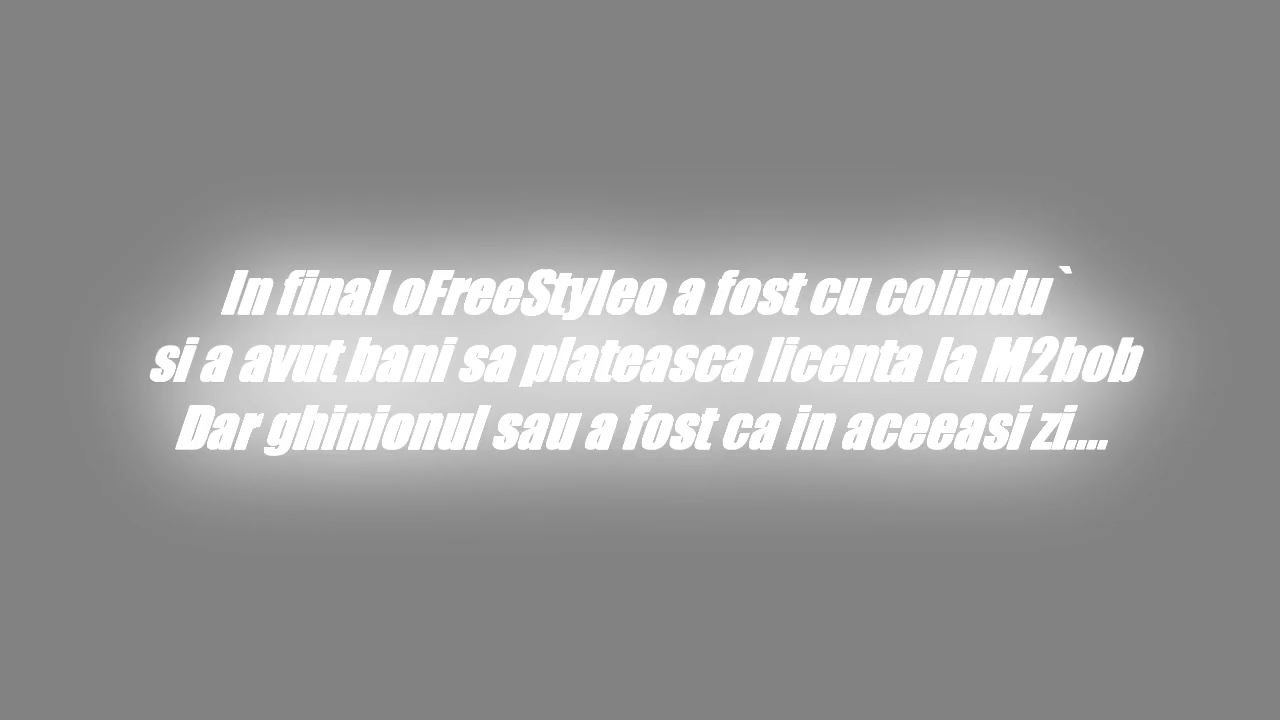 In final oFreeStyleo a fost cu colindu`
si a avut bani sa plateasca licenta la M2bob
Dar ghinionul sau a fost ca in aceeasi zi....